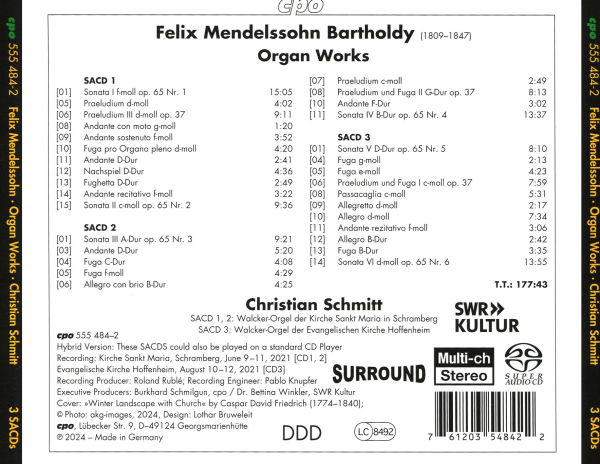 cpo
Felix Mendelssohn Bartholdy (1809–1847)
Organ Works
SACD 1
[01] Sonata I f-moll op. 65 Nr. 1 15:05
[05] Praeludium d-moll 4:02
[06] Praeludium III d-moll op. 37 9:11
[08] Andante con moto g-moll 1:20
[09] Andante sostenuto f-moll 3:52
[10] Fuga pro Organo pleno d-moll 4:20
[11] Andante D-Dur 2:41
[12] Nachspiel D-Dur 4:36
[13] Fughetta D-Dur 2:49
[14] Andante recitativo f-moll 3:22
[15] Sonata II c-moll op. 65 Nr. 2 9:36
SACD 2
[01] Sonata III A-Dur op. 65 Nr. 3 9:21
[03] Andante D-Dur 5:20
[04] Fuga C-Dur 4:08
[05] Fuga f-moll 4:29
[06] Allegro con brio B-Dur 4:25
[07] Praeludium c-moll 2:49
[08] Praeludium und Fuga II G-Dur op. 37 8:13
[10] Andante F-Dur 3:02
[11] Sonata IV B-Dur op. 65 Nr. 4 13:37
SACD 3
[01] Sonata V D-Dur op. 65 Nr. 5 8:10
[04] Fuga g-moll 2:13
[05] Fuga e-moll 4:23
[06] Praeludium und Fuga I c-moll op. 37 7:59
[08] Passacaglia c-moll 5:31
[09] Allegretto d-moll 2:17
[10] Allegro d-moll 7:34
[11] Andante rezitativo f-moll 3:06
[12] Allegro B-Dur 2:42
[13] Fuga B-Dur 3:35
[14] Sonata VI d-moll op. 65 Nr. 6 13:55
T.T.: 177:43
Christian Schmitt
SACD 1, 2: Walcker-Orgel der Kirche Sankt Maria in Schramberg
SACD 3: Walcker-Orgel der Evangelischen Kirche Hoffenheim
SWR»
KULTUR
cpo 555 484–2
Hybrid Version: These SACDS could also be played on a standard CD Player
Recording: Kirche Sankt Maria, Schramberg, June 9–11, 2021 [CD1, 2]
Evangelische Kirche Hoffenheim, August 10–12, 2021 [CD3]
Recording Producer: Roland Rublé; Recording Engineer: Pablo Knupfer
Executive Producers: Burkhard Schmilgun, cpo / Dr. Bettina Winkler, SWR Kultur
Cover: »Winter Landscape with Church« by Caspar David Friedrich (1774–1840);
© Photo: akg-images, 2024, Design: Lothar Bruweleit
cpo, Lübecker Str. 9, D–49124 Georgsmarienhütte
℗ 2024 – Made in Germany
SURROUND
Multi-ch
Stereo
SUPER AUDIO CD
DDD
LC 8492
7 61203 54842 2
cpo 555 484-2 Felix Mendelssohn · Organ Works · Christian Schmitt 3 SACDs
cpo 555 484-2 Felix Mendelssohn · Organ Works · Christian Schmitt 3 SACDs